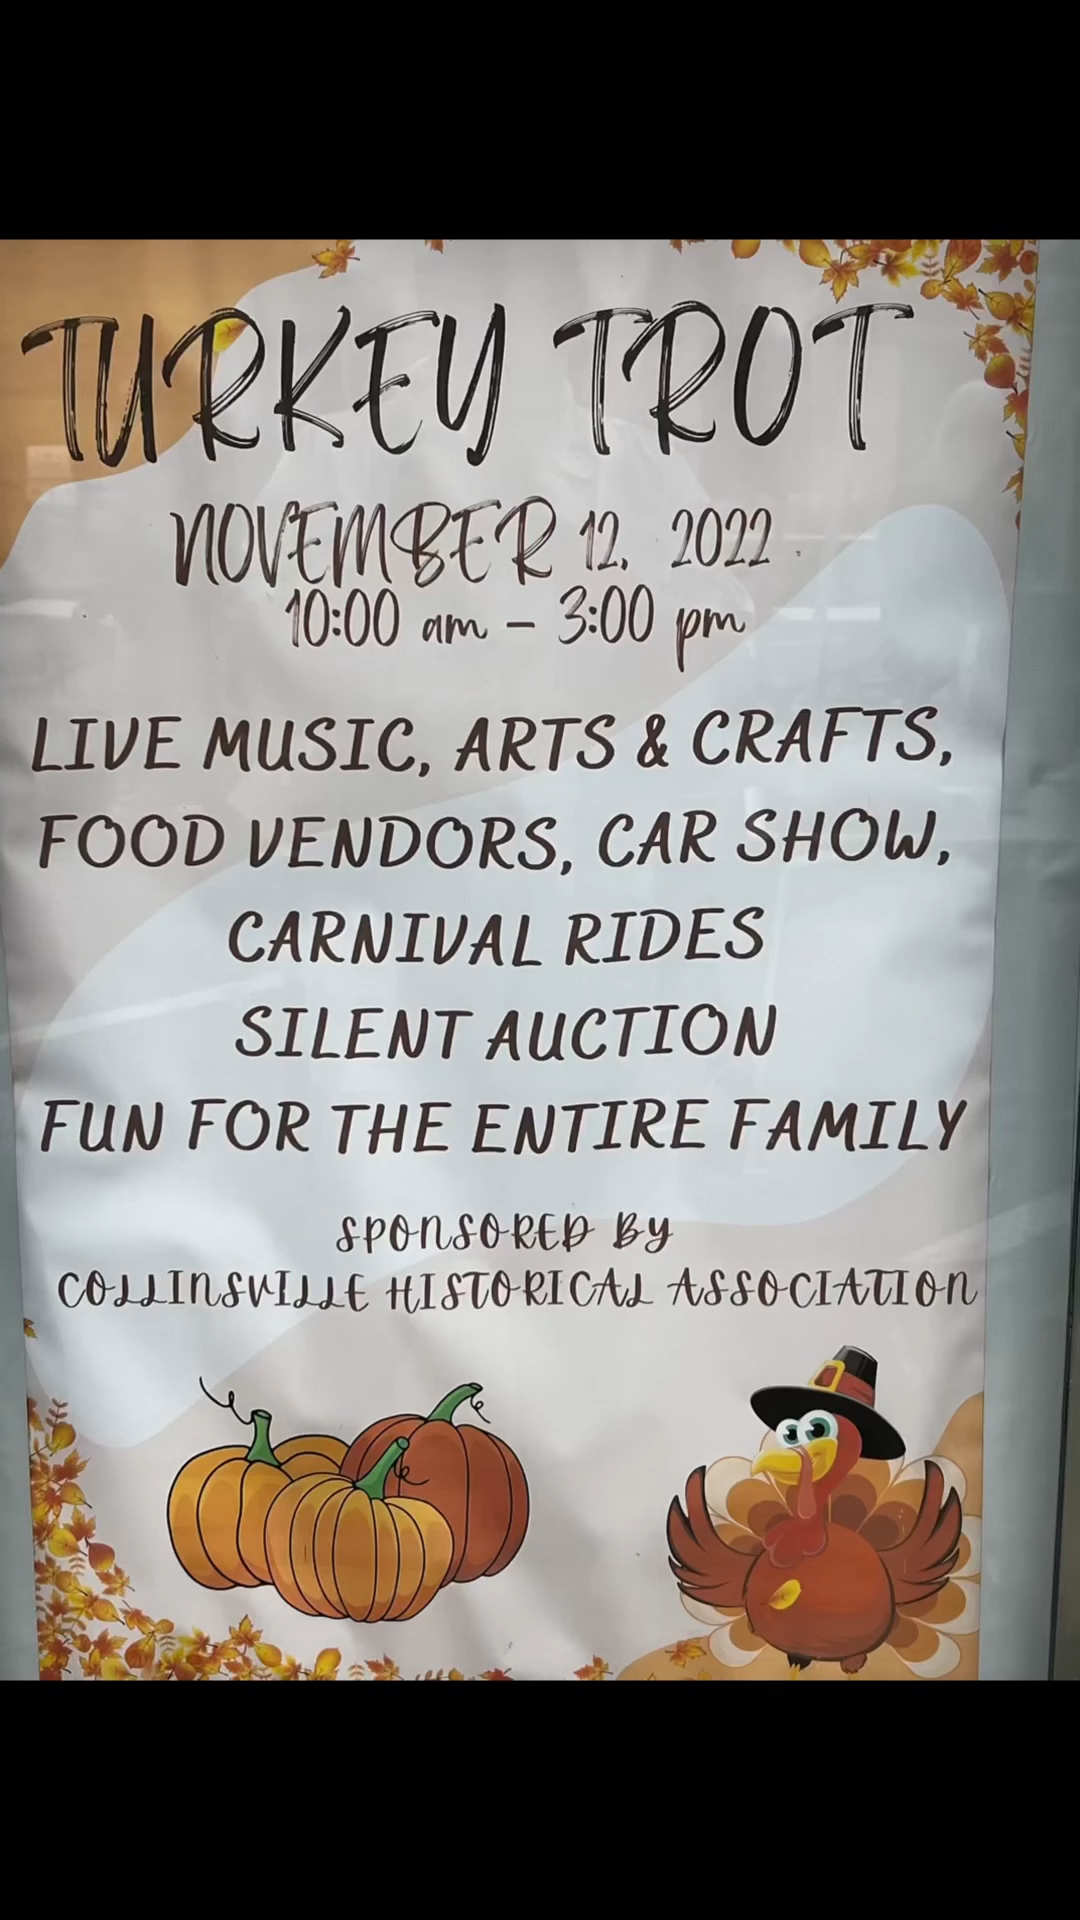 TURKEY TROT
NOVEMBER 12, 2022
10:00 am - 3:00 pm
LIVE MUSIC, ARTS & CRAFTS,
FOOD VENDORS, CAR SHOW,
CARNIVAL RIDES
SILENT AUCTION
FUN FOR THE ENTIRE FAMILY
SPONSORED BY
COLLINSVILLE HISTORICAL ASSOCIATION